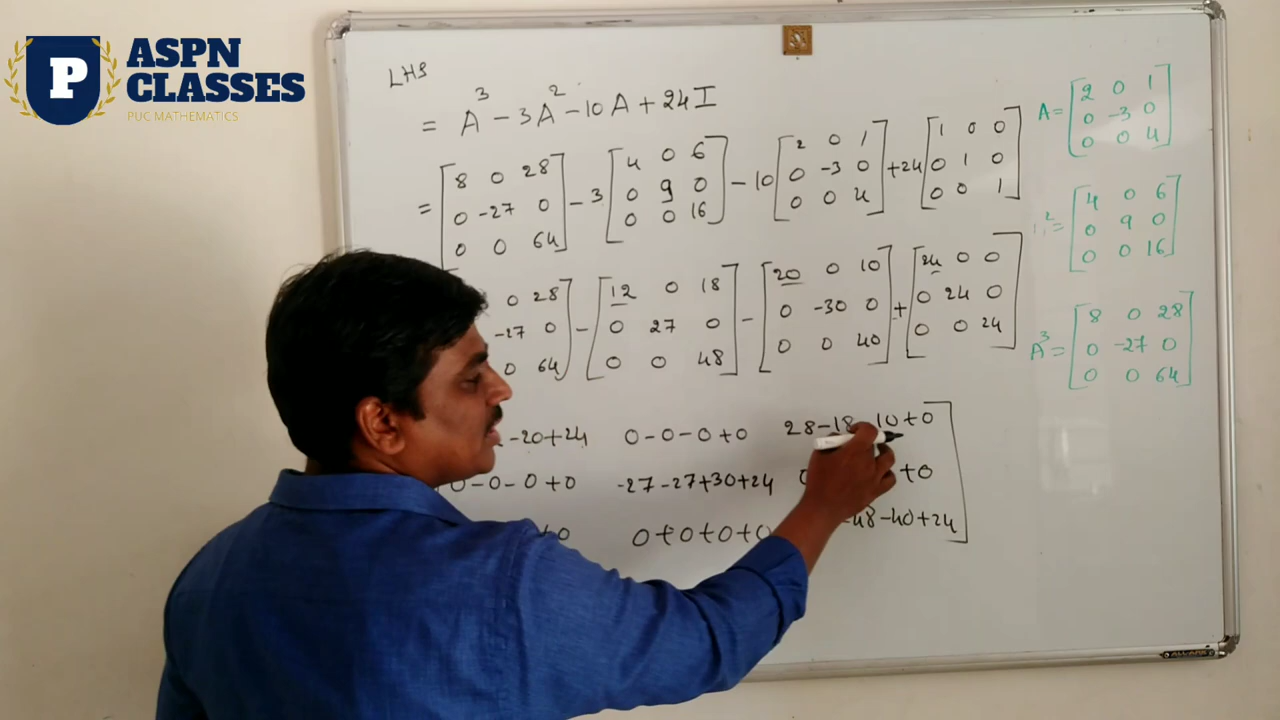 P
ASPN
CLASSES
PUC MATHEMATICS
LHS
= A³ - 3A² - 10A + 24I
= [8 0 28] - 3 [4 0 6] - 10 [2 0 1] + 24 [1 0 0]
[0 -27 0] [0 9 0] [0 -3 0] [0 1 0]
[0 0 64] [0 0 16] [0 0 4] [0 0 1]
0 28] - [12 0 18] - [20 0 10] + [24 0 0]
-27 0] [0 27 0] [0 -30 0] [0 24 0]
0 64] [0 0 48] [0 0 40] [0 0 24]
-20+24 0-0-0+0 28-18-10+0]
0-0-0+0 -27-27+30+24 +0]
+0 0+0+0+0 -48-40+24]
A = [2 0 1]
[0 -3 0]
[0 0 4]
² = [4 0 6]
[0 9 0]
[0 0 16]
A³ = [8 0 28]
[0 -27 0]
[0 0 64]